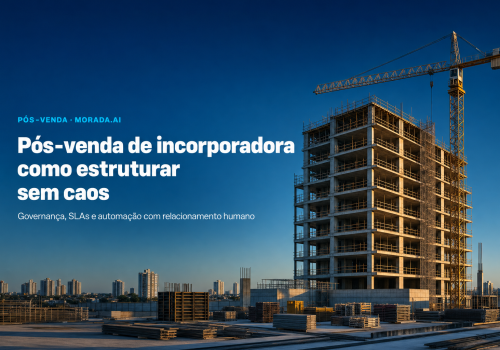 PÓS-VENDA · MORADA.AI
Pós-venda de incorporadora
como estruturar
sem caos
Governança, SLAs e automação com relacionamento humano